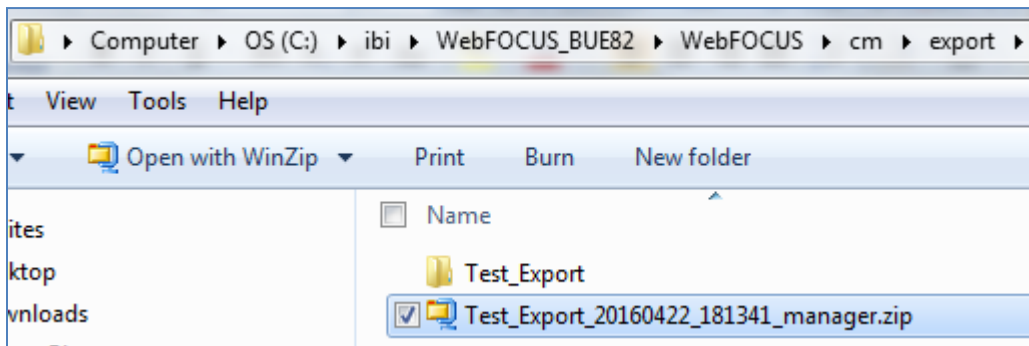 Computer OS (C:) ibi WebFOCUS_BUE82 WebFOCUS cm export
View Tools Help
Open with WinZip Print Burn New folder
Name
ites
Test_Export
ktop
Test_Export_20160422_181341_manager.zip
wnloads